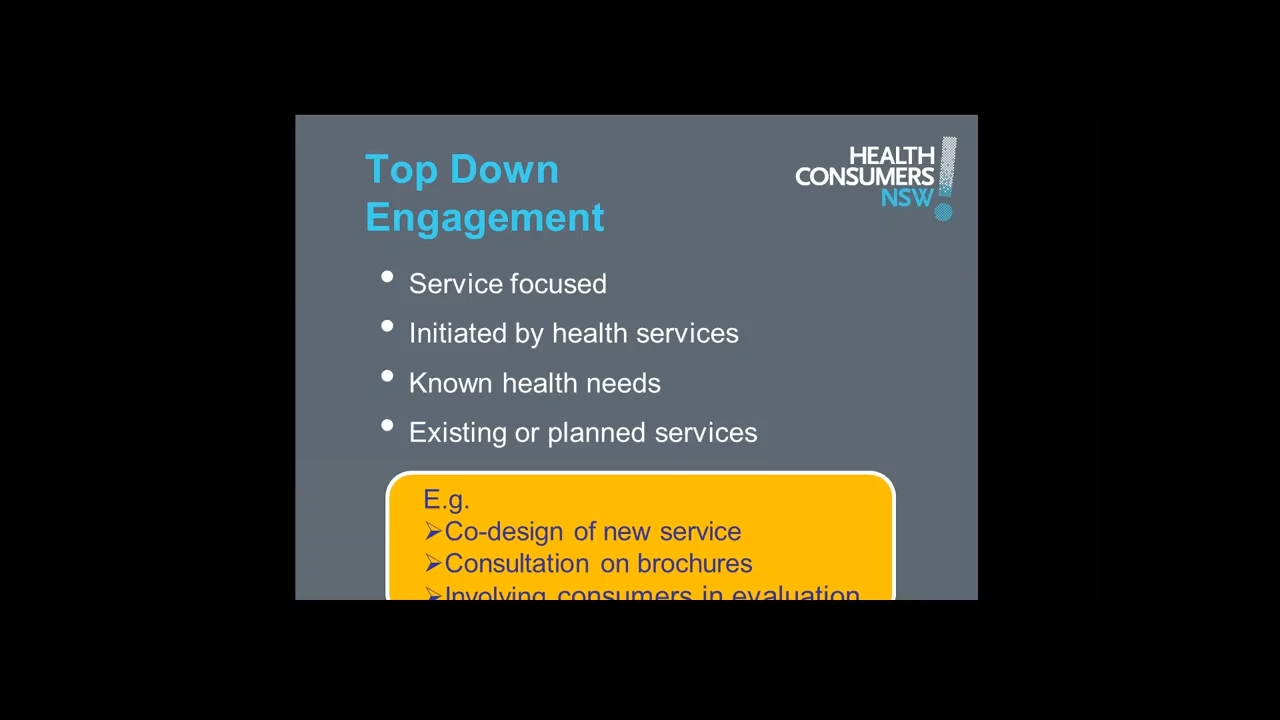 Top Down
Engagement
HEALTH
CONSUMERS
NSW
• Service focused
• Initiated by health services
• Known health needs
• Existing or planned services
E.g.
➢Co-design of new service
➢Consultation on brochures
➢Involving consumers in evaluation